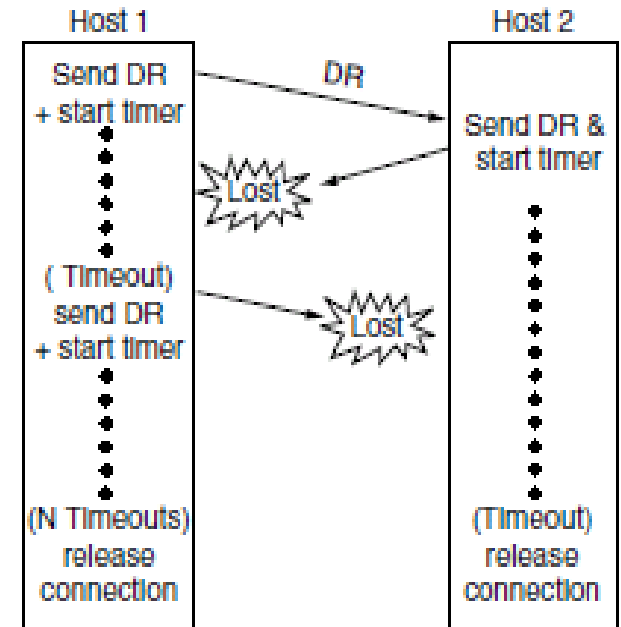 Host 1
Host 2
Send DR
+ start timer
DR
Send DR &
start timer
Lost
( Timeout)
send DR
+ start timer
Lost
(N Timeouts)
release
connection
(Timeout)
release
connection